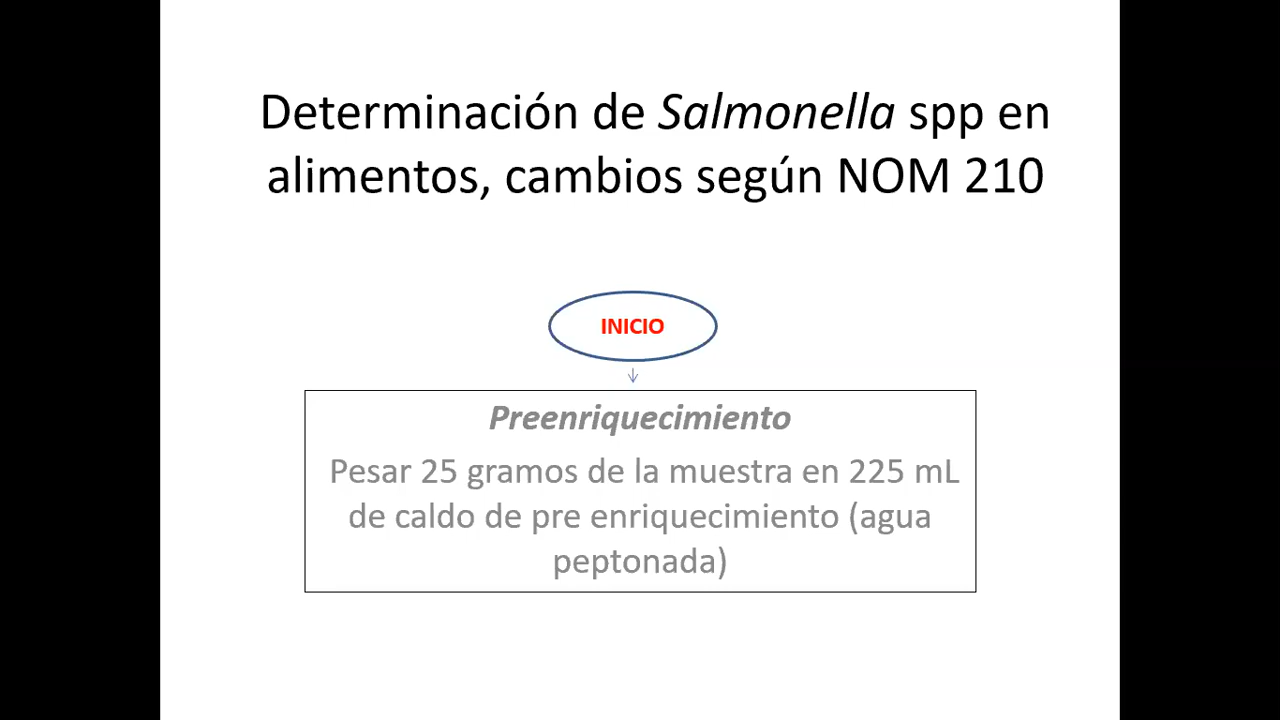 Determinación de Salmonella spp en
alimentos, cambios según NOM 210
INICIO
Preenriquecimiento
Pesar 25 gramos de la muestra en 225 mL
de caldo de pre enriquecimiento (agua
peptonada)